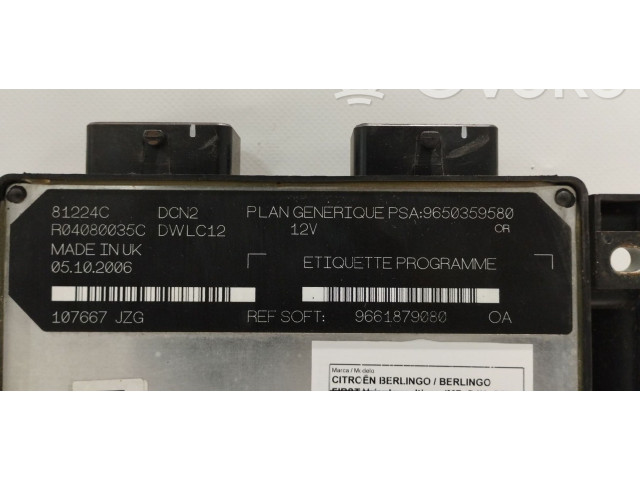 81224C DCN2 PLAN GENERIQUE PSA:9650359580
R04080035C DWLC12 12V OR
MADE IN UK
05.10.2006 ETIQUETTE PROGRAMME
107667 JZG REF SOFT: 9661879080 OA
Marca / Modelo
CITROËN BERLINGO / BERLINGO